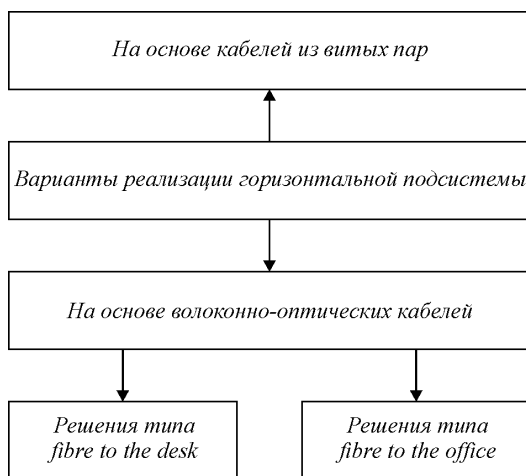 На основе кабелей из витых пар
Варианты реализации горизонтальной подсистемы
На основе волоконно-оптических кабелей
Решения типа
fibre to the desk
Решения типа
fibre to the office